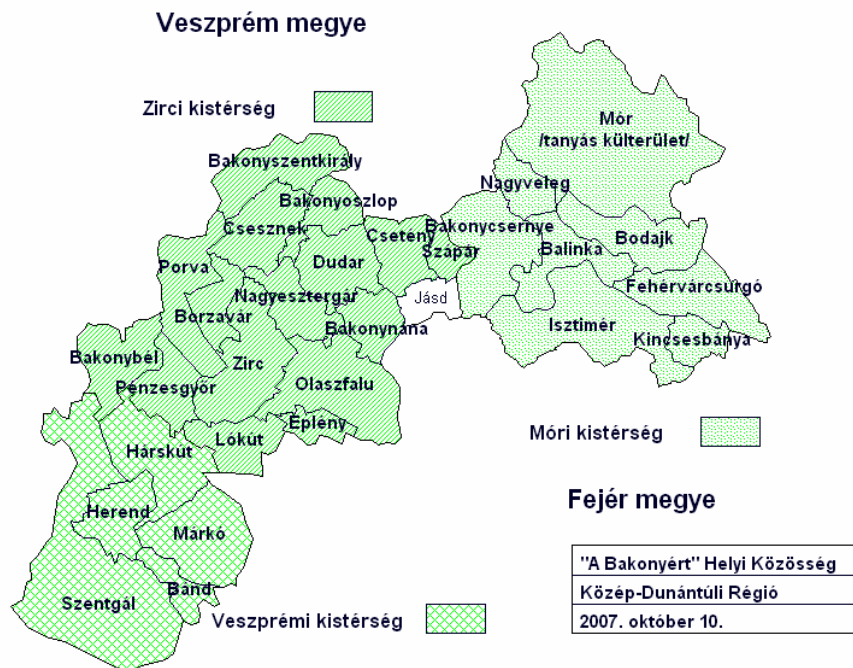 Veszprém megye
Zirci kistérség
Mór
/tanyás külterület/
Bakonyszentkirály
Nagyveleg
Bakonyoszlop
Csesznek
Bakonycsernye
Csetény
Bodajk
Balinka
Szápár
Dudar
Porva
Fehérvárcsurgó
Nagyesztergár
Jásd
Borzavár
Bakonynána
Isztimér
Kincsesbánya
Bakonybél
Zirc
Pénzesgyőr
Olaszfalu
Eplény
Lókút
Móri kistérség
Hárskút
Fejér megye
Herend
Márkó
"A Bakonyért" Helyi Közösség
Bánd
Közép-Dunántúli Régió
Szentgál
Veszprémi kistérség
2007. október 10.